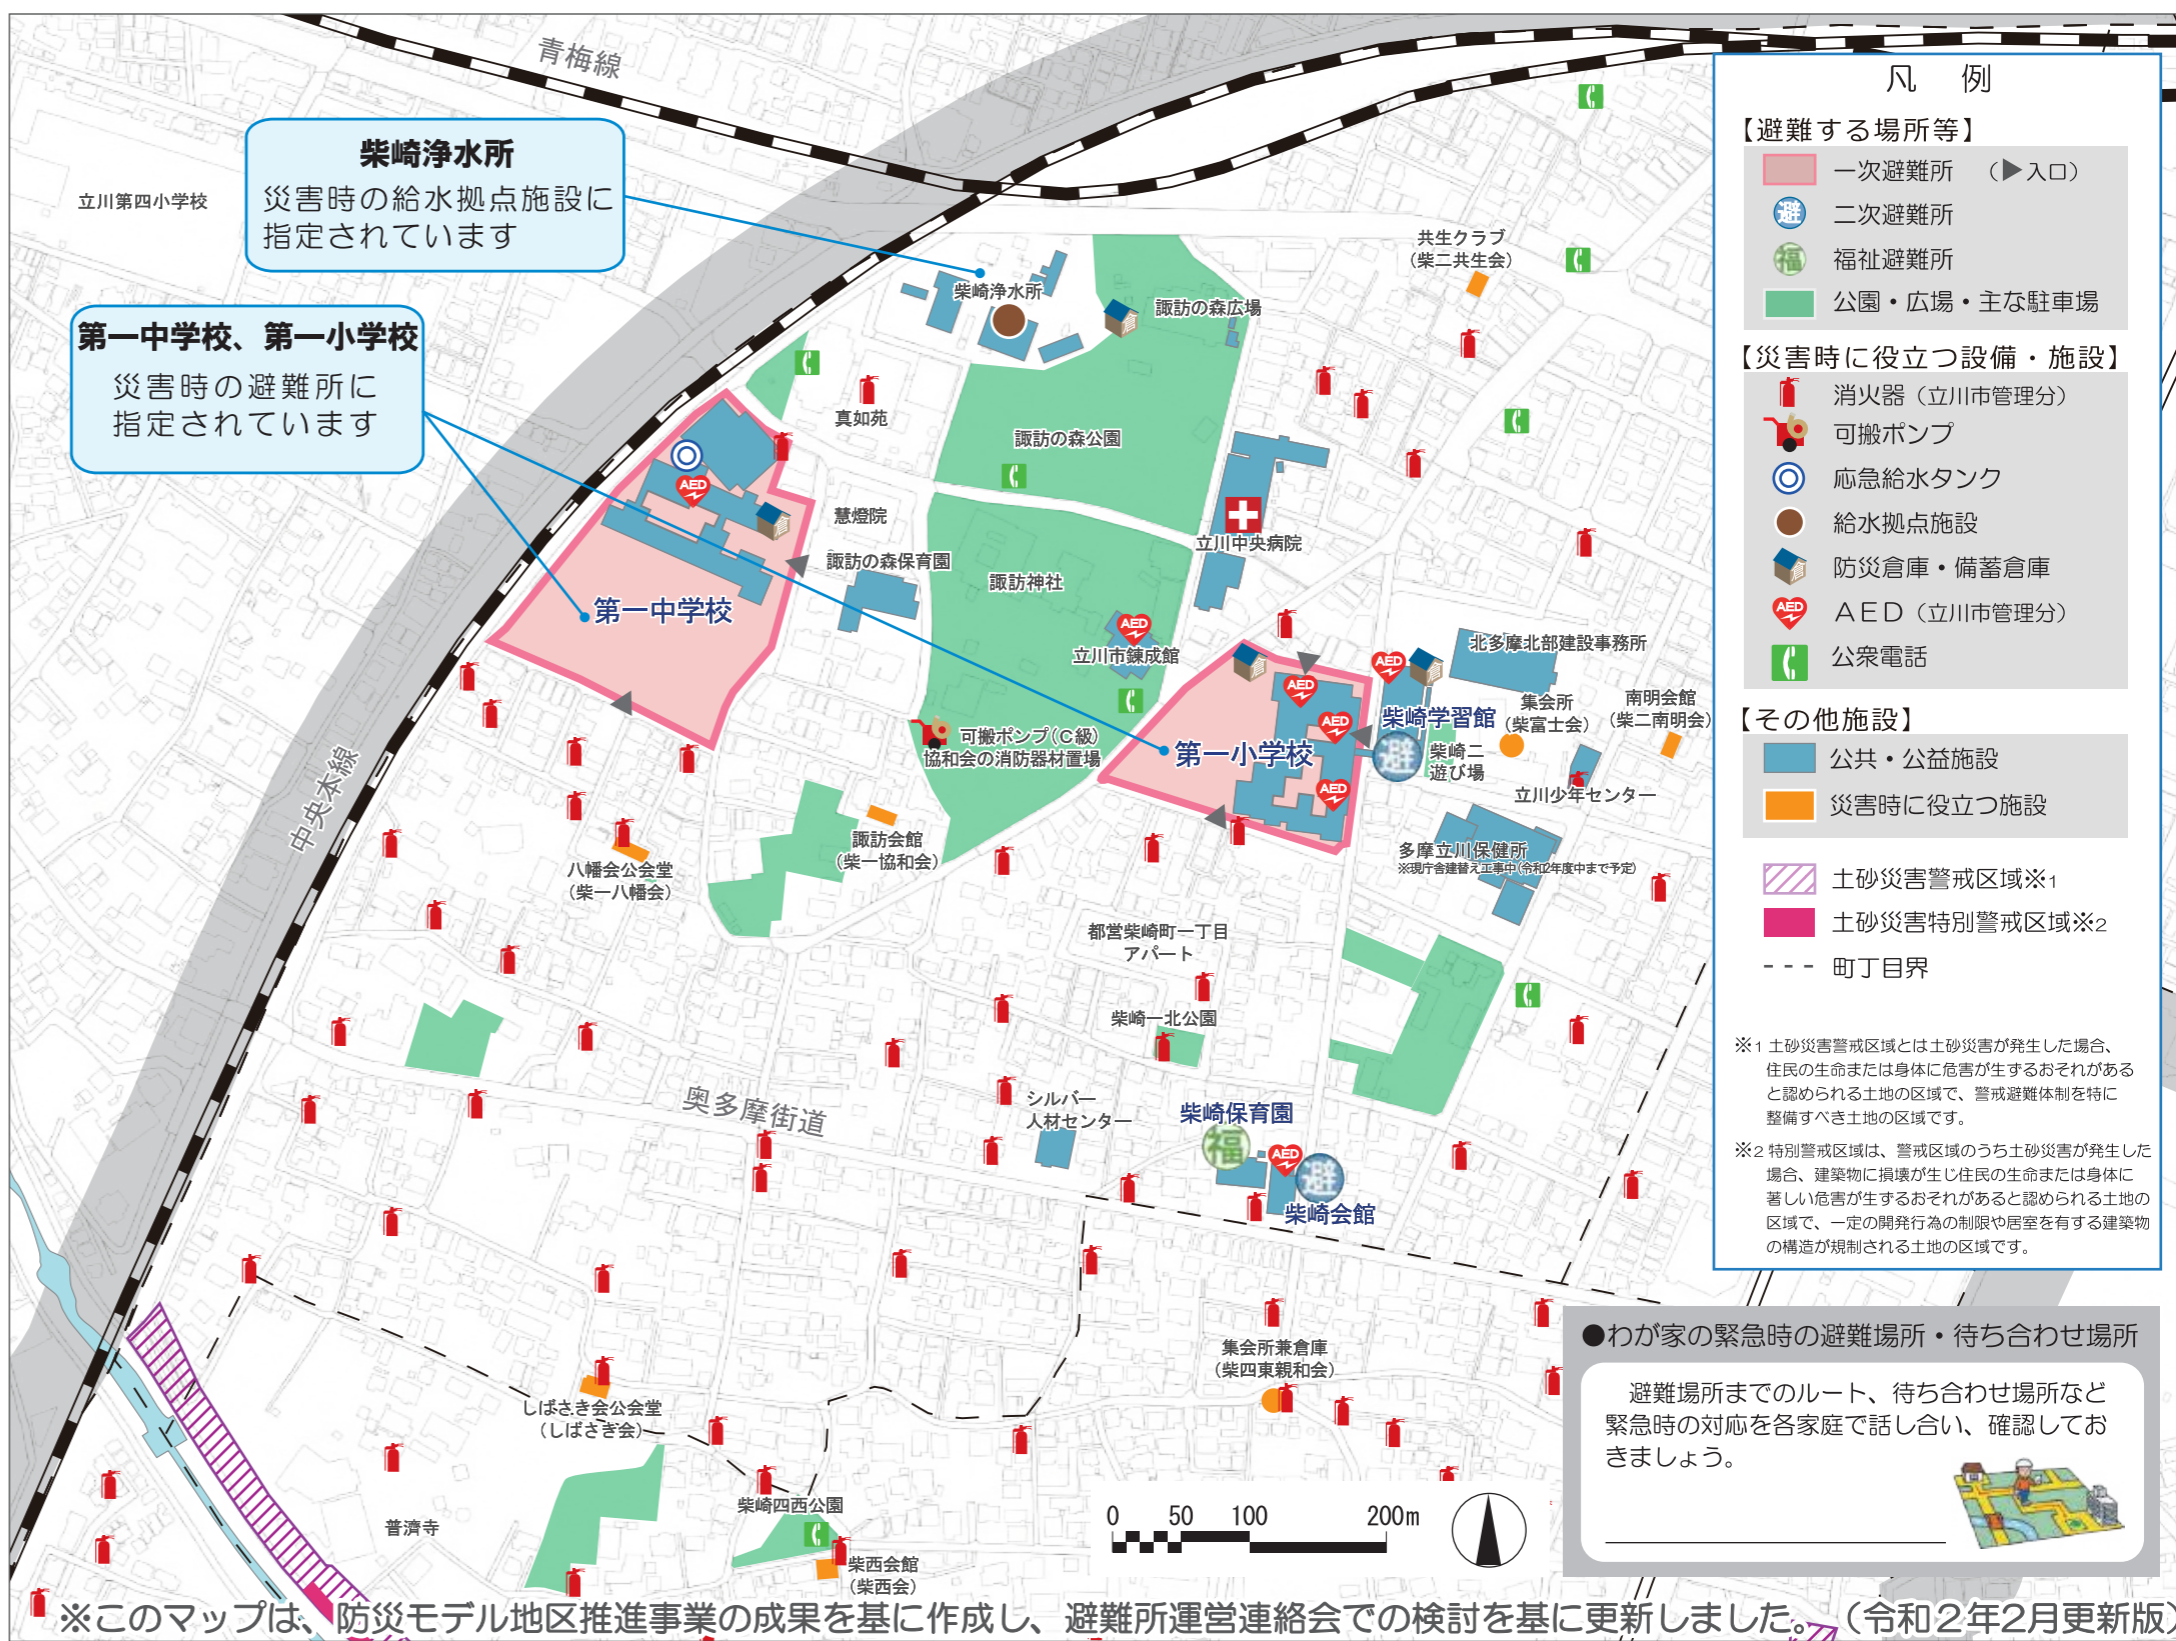 青梅線
立川第四小学校
柴崎浄水所
災害時の給水拠点施設に
指定されています
第一中学校、第一小学校
災害時の避難所に
指定されています
共生クラブ
(柴二共生会)
柴崎浄水所
諏訪の森広場
真如苑
諏訪の森公園
AED
倉
慧燈院
諏訪の森保育園
諏訪神社
立川中央病院
第一中学校
AED
立川市錬成館
北多摩北部建設事務所
AED
AED
AED
AED
柴崎学習館
集会所
(柴富士会)
南明会館
(柴二南明会)
第一小学校
避
柴崎二
遊び場
可搬ポンプ(C級)
協和会の消防器材置場
立川少年センター
中央本線
八幡会公会堂
(柴一八幡会)
諏訪会館
(柴一協和会)
多摩立川保健所
※現庁舎建替え工事中(令和2年度中まで予定)
都営柴崎町一丁目
アパート
柴崎一北公園
奥多摩街道
シルバー
人材センター
柴崎保育園
福
AED
避
柴崎会館
しばさき会公会堂
(しばさき会)
集会所兼倉庫
(柴四東親和会)
柴崎四西公園
普済寺
柴西会館
(柴西会)
0 50 100 200m
凡 例
【避難する場所等】
一次避難所 (▶入口)
避 二次避難所
福 福祉避難所
公園・広場・主な駐車場
【災害時に役立つ設備・施設】
消火器（立川市管理分）
可搬ポンプ
応急給水タンク
給水拠点施設
倉 防災倉庫・備蓄倉庫
AED ＡＥＤ（立川市管理分）
公衆電話
【その他施設】
公共・公益施設
災害時に役立つ施設
土砂災害警戒区域※1
土砂災害特別警戒区域※2
町丁目界
※1 土砂災害警戒区域とは土砂災害が発生した場合、
住民の生命または身体に危害が生ずるおそれがある
と認められる土地の区域で、警戒避難体制を特に
整備すべき土地の区域です。
※2 特別警戒区域は、警戒区域のうち土砂災害が発生した
場合、建築物に損壊が生じ住民の生命または身体に
著しい危害が生ずるおそれがあると認められる土地の
区域で、一定の開発行為の制限や居室を有する建築物
の構造が規制される土地の区域です。
●わが家の緊急時の避難場所・待ち合わせ場所
避難場所までのルート、待ち合わせ場所など
緊急時の対応を各家庭で話し合い、確認してお
きましょう。
※このマップは、防災モデル地区推進事業の成果を基に作成し、避難所運営連絡会での検討を基に更新しました。（令和２年2月更新版）